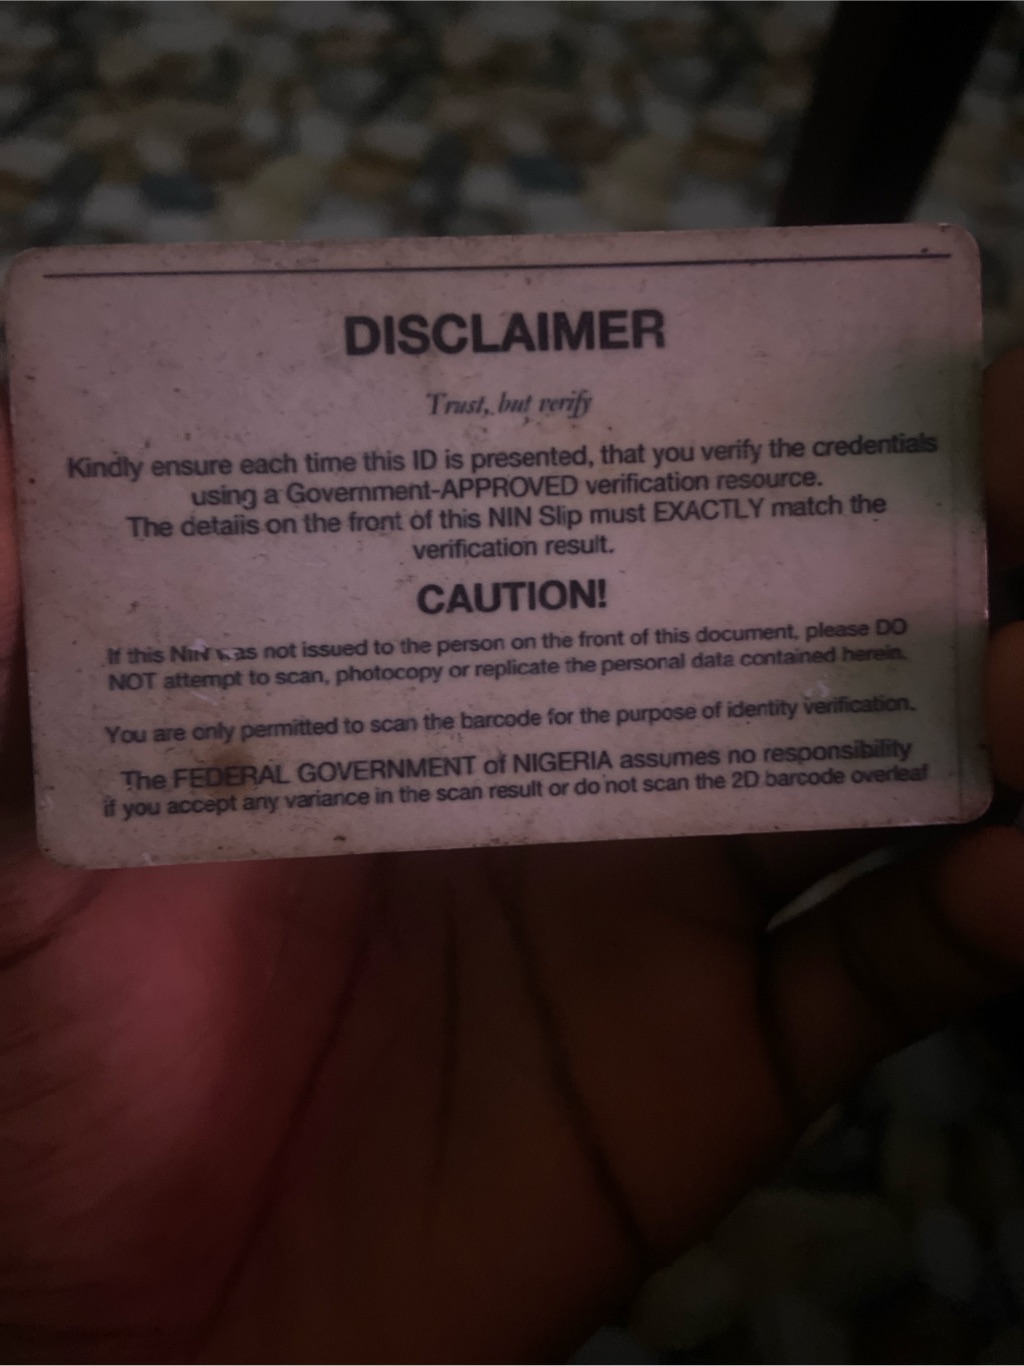 DISCLAIMER
Trust, but verify
Kindly ensure each time this ID is presented, that you verify the credentials
using a Government-APPROVED verification resource.
The details on the front of this NIN Slip must EXACTLY match the
verification result.
CAUTION!
If this NIN was not issued to the person on the front of this document, please DO
NOT attempt to scan, photocopy or replicate the personal data contained herein.
You are only permitted to scan the barcode for the purpose of identity verification.
The FEDERAL GOVERNMENT of NIGERIA assumes no responsibility
if you accept any variance in the scan result or do not scan the 2D barcode overleaf